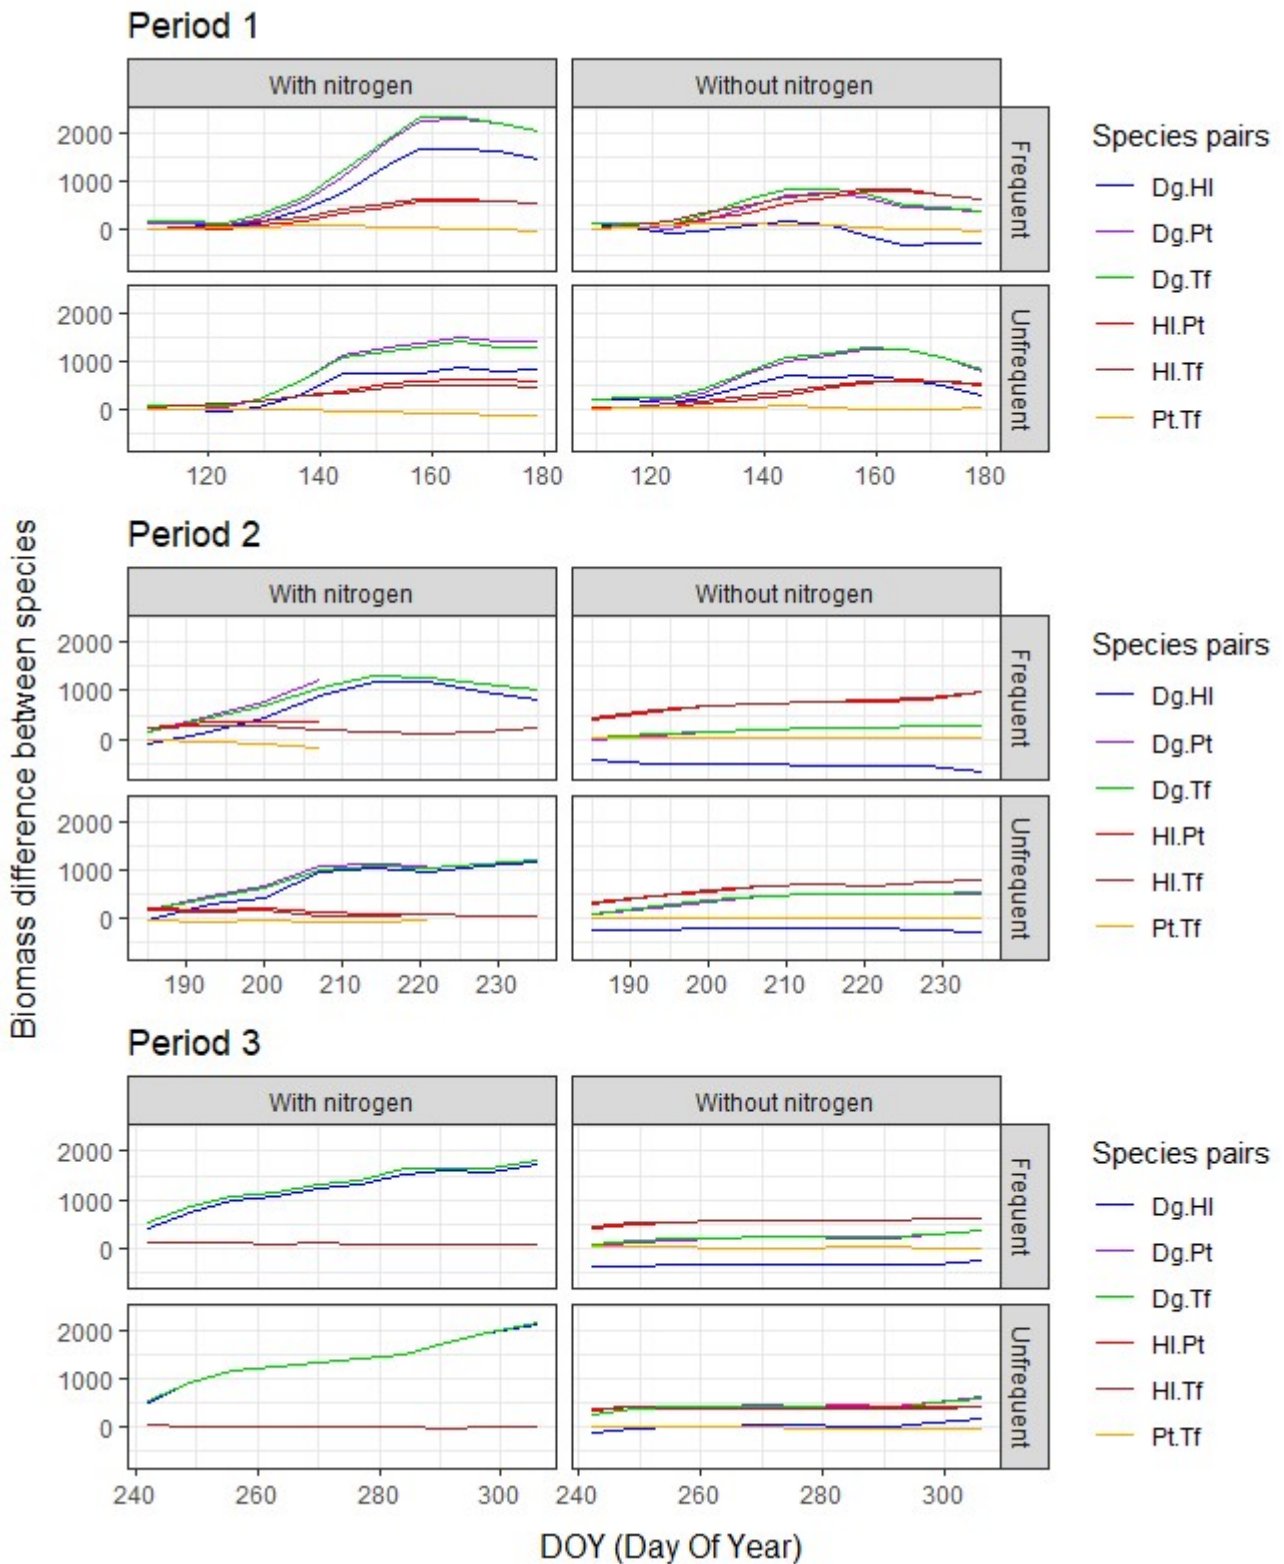 Period 1
With nitrogen
Without nitrogen
2000
1000
0
Frequent
2000
1000
0
Unfrequent
120
140
160
180
120
140
160
180
Species pairs
Dg.Hl
Dg.Pt
Dg.Tf
Hl.Pt
Hl.Tf
Pt.Tf
Biomass difference between species
Period 2
With nitrogen
Without nitrogen
2000
1000
0
Frequent
2000
1000
0
Unfrequent
190
200
210
220
230
190
200
210
220
230
Species pairs
Dg.Hl
Dg.Pt
Dg.Tf
Hl.Pt
Hl.Tf
Pt.Tf
Period 3
With nitrogen
Without nitrogen
2000
1000
0
Frequent
2000
1000
0
Unfrequent
240
260
280
300
240
260
280
300
Species pairs
Dg.Hl
Dg.Pt
Dg.Tf
Hl.Pt
Hl.Tf
Pt.Tf
DOY (Day Of Year)